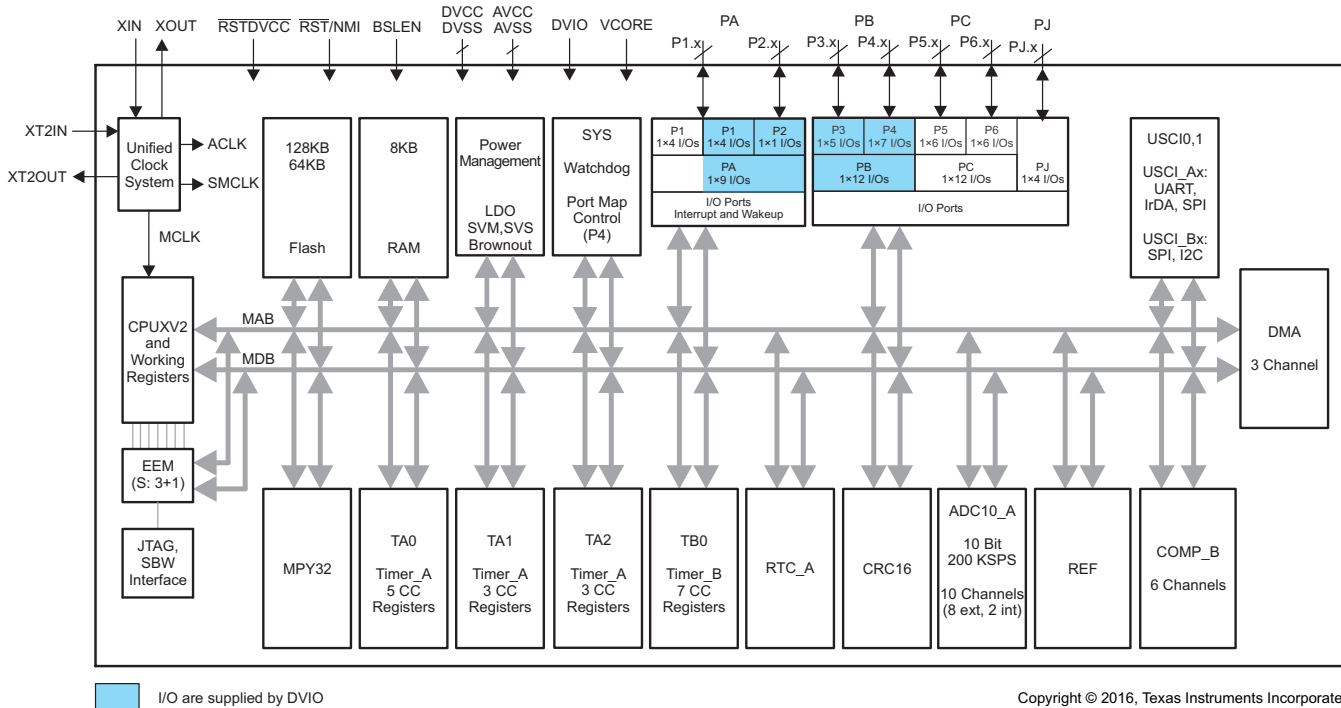 XIN XOUT
RSTDVCC
RST/NMI
BSLEN
DVCC
DVSS
AVCC
AVSS
DVIO
VCORE
PA
P1.x
P2.x
PB
P3.x
P4.x
PC
P5.x
P6.x
PJ
PJ.x
XT2IN
XT2OUT
Unified
Clock
System
ACLK
SMCLK
MCLK
128KB
64KB
Flash
8KB
RAM
Power
Management
LDO
SVM,SVS
Brownout
SYS
Watchdog
Port Map
Control
(P4)
P1
1×4 I/Os
P1
1×4 I/Os
P2
1×1 I/Os
PA
1×9 I/Os
I/O Ports
Interrupt and Wakeup
P3
1×5 I/Os
P4
1×7 I/Os
P5
1×6 I/Os
P6
1×6 I/Os
PB
1×12 I/Os
PC
1×12 I/Os
PJ
1×4 I/Os
I/O Ports
USCI0,1
USCI_Ax:
UART,
IrDA, SPI
USCI_Bx:
SPI, I2C
CPUXV2
and
Working
Registers
MAB
MDB
DMA
3 Channel
EEM
(S: 3+1)
JTAG,
SBW
Interface
MPY32
TA0
Timer_A
5 CC
Registers
TA1
Timer_A
3 CC
Registers
TA2
Timer_A
3 CC
Registers
TB0
Timer_B
7 CC
Registers
RTC_A
CRC16
ADC10_A
10 Bit
200 KSPS
10 Channels
(8 ext, 2 int)
REF
COMP_B
6 Channels
I/O are supplied by DVIO
Copyright © 2016, Texas Instruments Incorporate